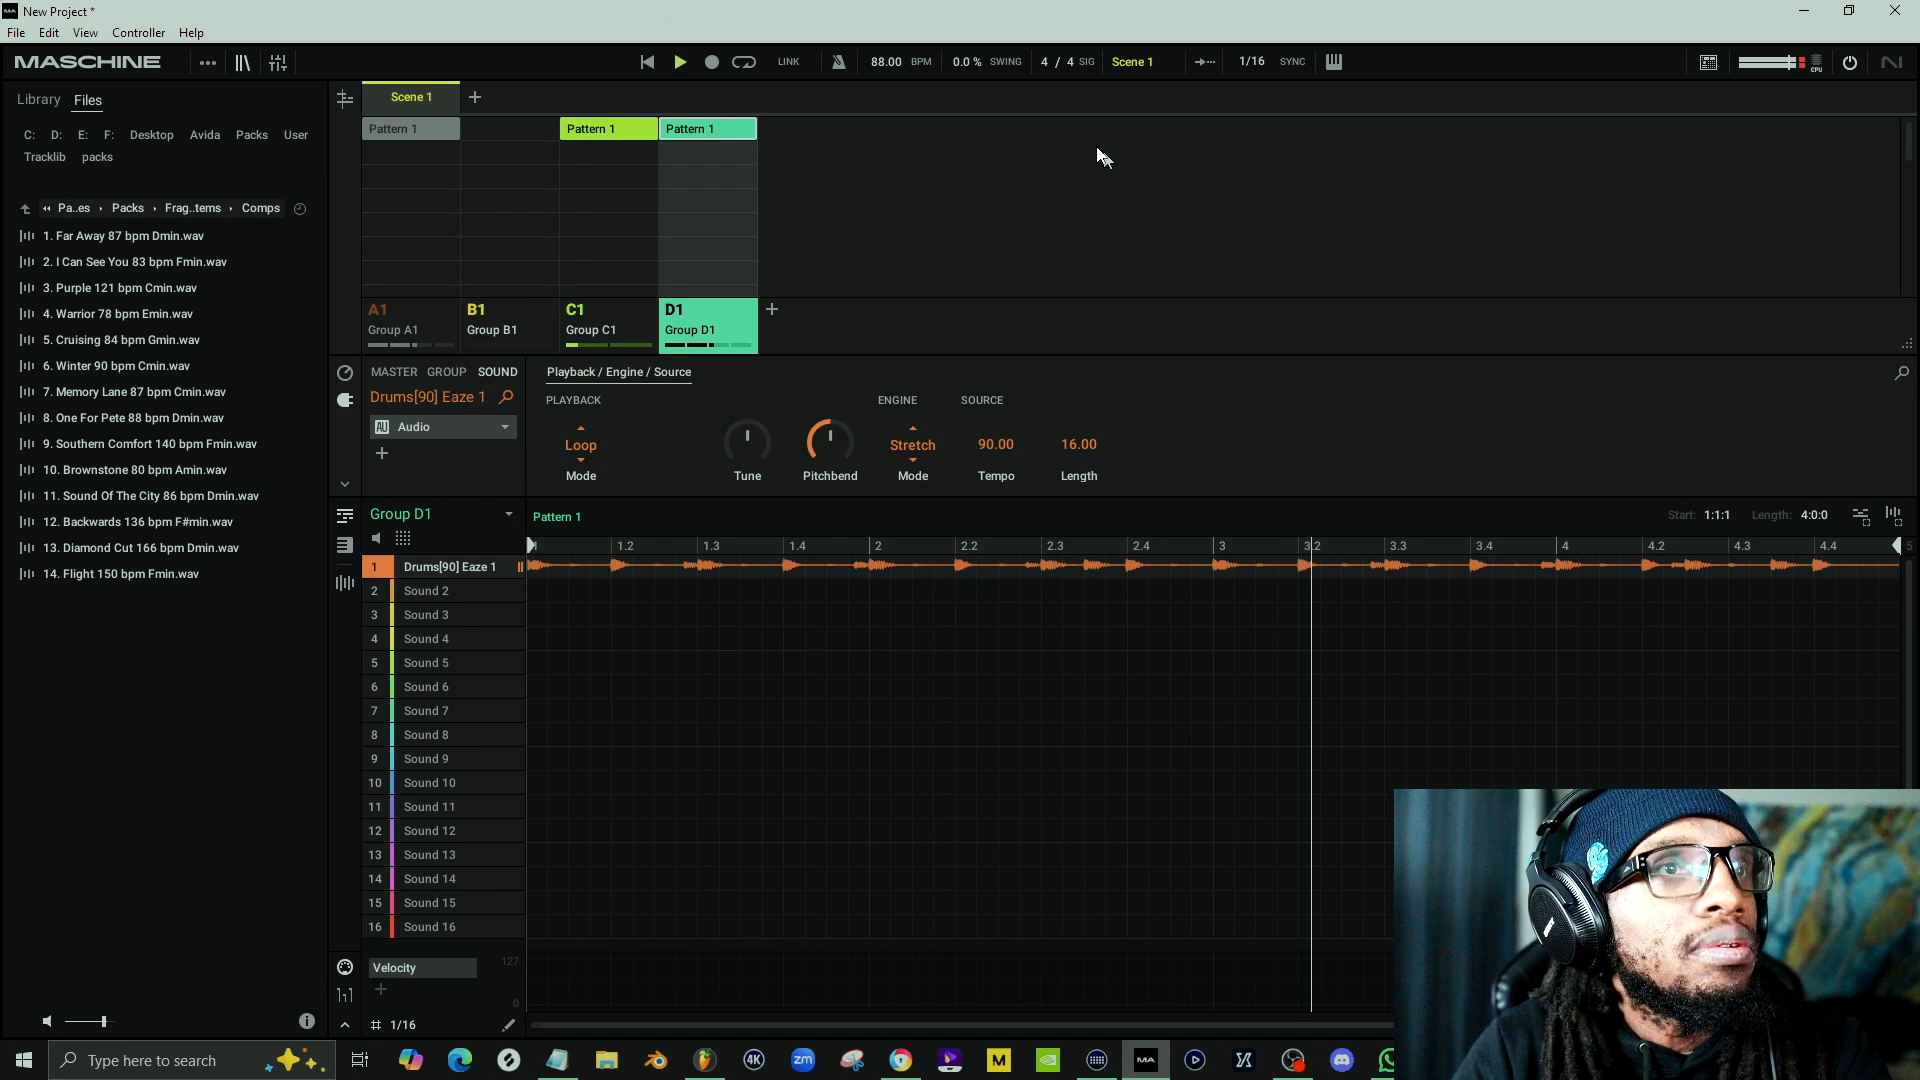 New Project *
File Edit View Controller Help
MASCHINE LINK 88.00 BPM 0.0% SWING 4 / 4 SIG Scene 1 1/16 SYNC CPU
Library Files
Scene 1
C: D: E: F: Desktop Avida Packs User
Tracklib packs
Pattern 1 Pattern 1 Pattern 1
Pa..es Packs Frag..tems Comps
1. Far Away 87 bpm Dmin.wav
2. I Can See You 83 bpm Fmin.wav
3. Purple 121 bpm Cmin.wav
4. Warrior 78 bpm Emin.wav
5. Cruising 84 bpm Gmin.wav
6. Winter 90 bpm Cmin.wav
7. Memory Lane 87 bpm Cmin.wav
8. One For Pete 88 bpm Dmin.wav
9. Southern Comfort 140 bpm Fmin.wav
10. Brownstone 80 bpm Amin.wav
11. Sound Of The City 86 bpm Dmin.wav
12. Backwards 136 bpm F#min.wav
13. Diamond Cut 166 bpm Dmin.wav
14. Flight 150 bpm Fmin.wav
A1 B1 C1 D1
Group A1 Group B1 Group C1 Group D1
MASTER GROUP SOUND Playback / Engine / Source
Drums[90] Eaze 1 PLAYBACK ENGINE SOURCE
Audio
Loop Stretch 90.00 16.00
Mode Tune Pitchbend Mode Tempo Length
Group D1 Pattern 1 Start: 1:1:1 Length: 4:0:0
1.2 1.3 1.4 2 2.2 2.3 2.4 3 3.2 3.3 3.4 4 4.2 4.3 4.4 5
1 Drums[90] Eaze 1
2 Sound 2
3 Sound 3
4 Sound 4
5 Sound 5
6 Sound 6
7 Sound 7
8 Sound 8
9 Sound 9
10 Sound 10
11 Sound 11
12 Sound 12
13 Sound 13
14 Sound 14
15 Sound 15
16 Sound 16
Velocity 127
0
1/16
Type here to search 4K zm M MA